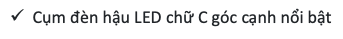 ✓ Cụm đèn hậu LED chữ C góc cạnh nổi bật